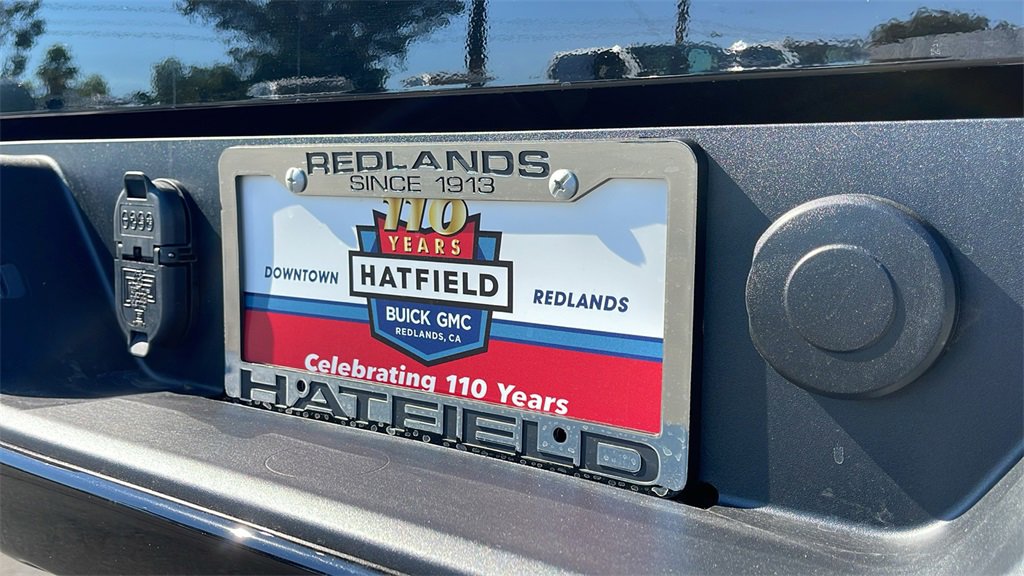 REDLANDS
SINCE 1913
110
YEARS
DOWNTOWN HATFIELD REDLANDS
BUICK GMC
REDLANDS, CA
Celebrating 110 Years
HATFIELD